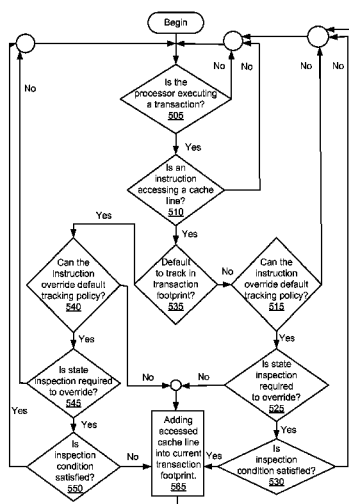 Begin
No
No
No
No
Is the
processor executing
a transaction?
505
Yes
Is an
instruction
accessing a cache
line?
510
Yes
Yes
Can the
instruction
override default
tracking policy?
540
Default
to track in
transaction
footprint?
535
No
Can the
instruction
override default
tracking policy?
515
Yes
Yes
Is state
inspection required
to override?
545
No
No
Is state
inspection
required
to override?
525
Yes
Yes
Yes
Is
inspection
condition satisfied?
550
No
Adding
accessed
cache line
into current
transaction
footprint.
565
Yes
Is
inspection
condition satisfied?
530